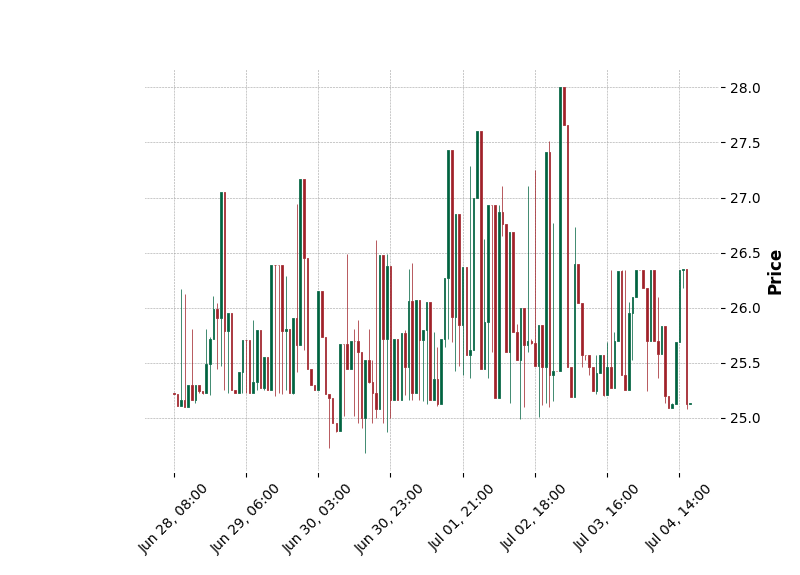 28.0
27.5
27.0
26.5
26.0
25.5
25.0
Price
Jun 28, 08:00
Jun 29, 06:00
Jun 30, 03:00
Jun 30, 23:00
Jul 01, 21:00
Jul 02, 18:00
Jul 03, 16:00
Jul 04, 14:00